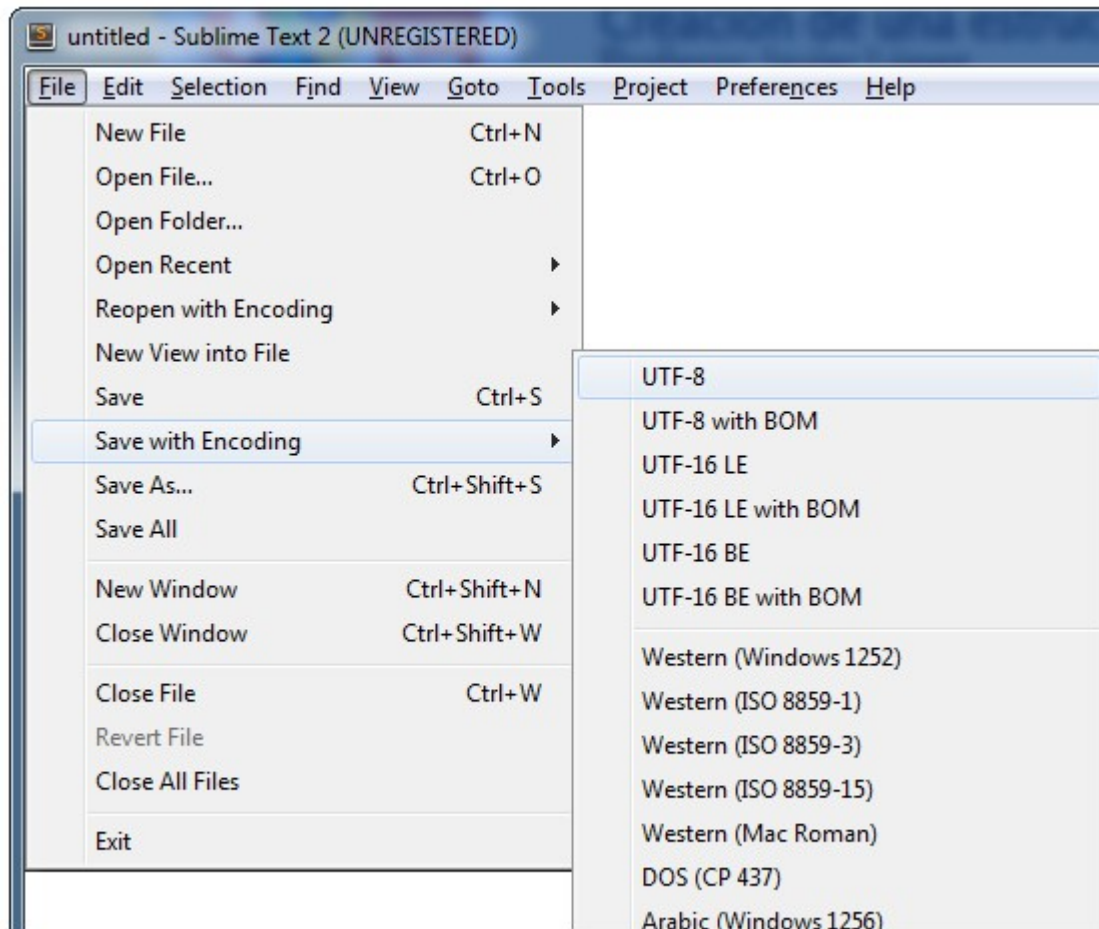 untitled - Sublime Text 2 (UNREGISTERED)
File Edit Selection Find View Goto Tools Project Preferences Help
New File Ctrl+N
Open File... Ctrl+O
Open Folder...
Open Recent
Reopen with Encoding
New View into File
Save Ctrl+S
Save with Encoding
Save As... Ctrl+Shift+S
Save All
New Window Ctrl+Shift+N
Close Window Ctrl+Shift+W
Close File Ctrl+W
Revert File
Close All Files
Exit
UTF-8
UTF-8 with BOM
UTF-16 LE
UTF-16 LE with BOM
UTF-16 BE
UTF-16 BE with BOM
Western (Windows 1252)
Western (ISO 8859-1)
Western (ISO 8859-3)
Western (ISO 8859-15)
Western (Mac Roman)
DOS (CP 437)
Arabic (Windows 1256)